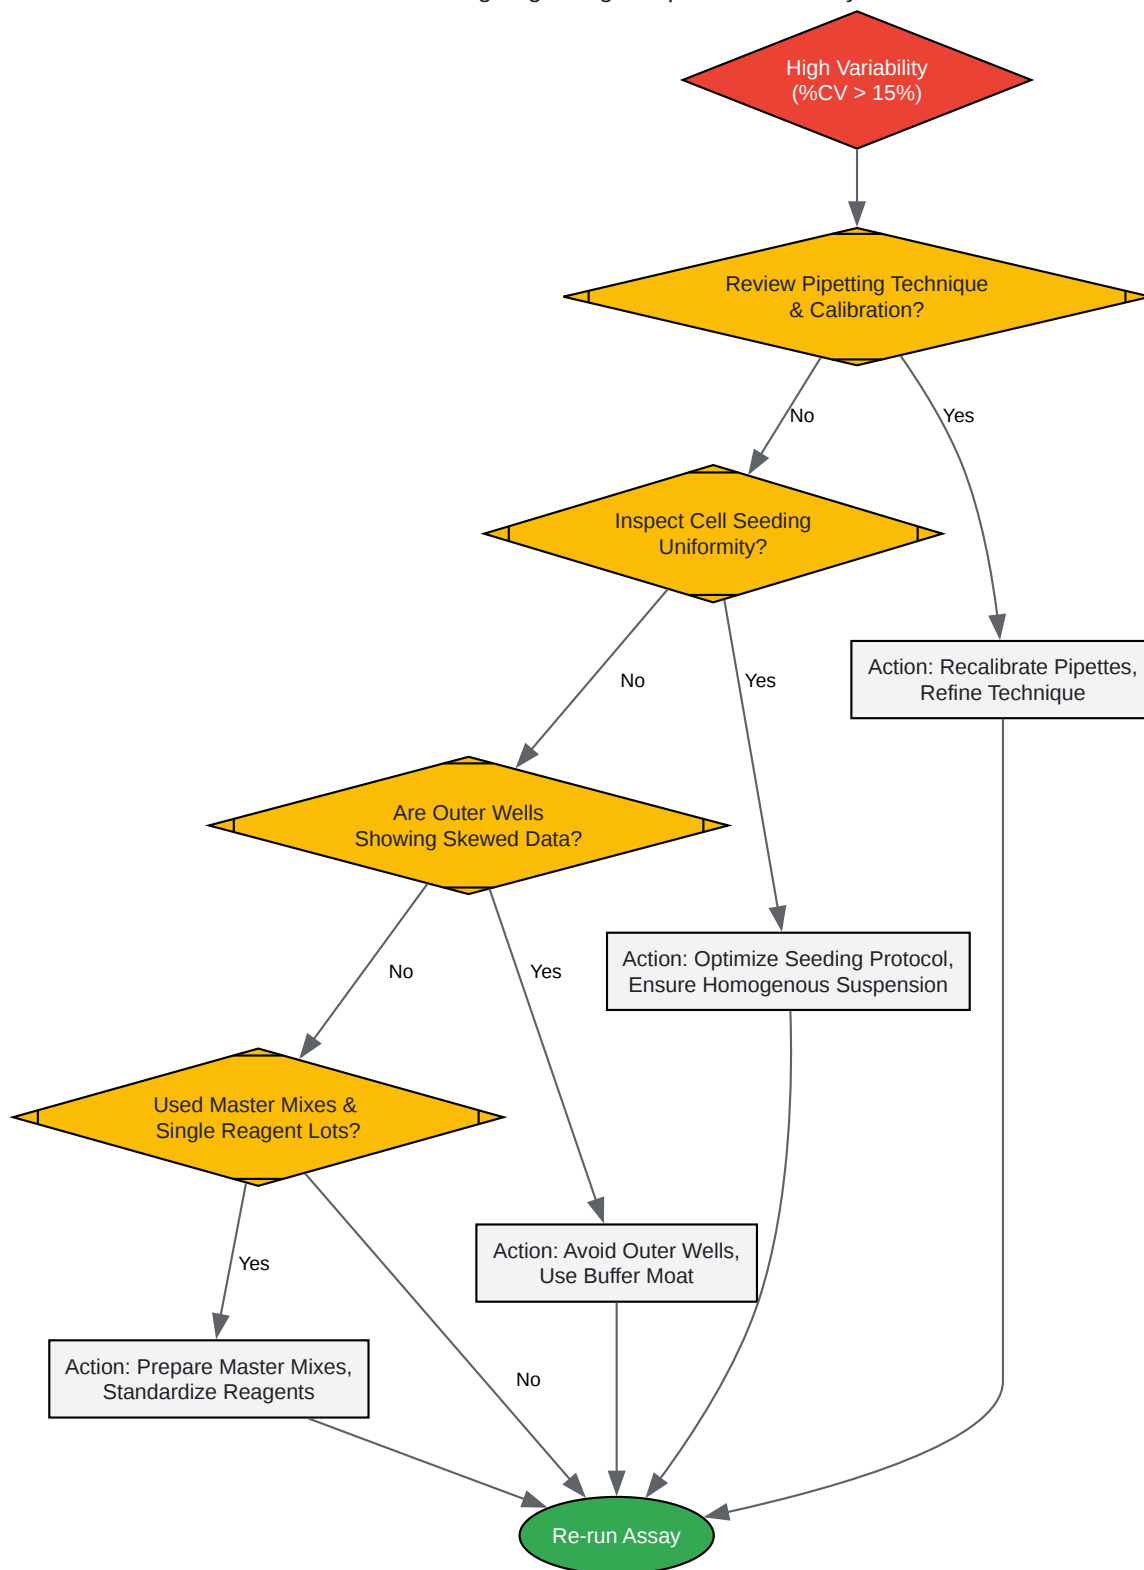 High Variability
(%CV > 15%)
Review Pipetting Technique
& Calibration?
No
Yes
Inspect Cell Seeding
Uniformity?
No
Yes
Action: Recalibrate Pipettes,
Refine Technique
Are Outer Wells
Showing Skewed Data?
No
Yes
Action: Optimize Seeding Protocol,
Ensure Homogenous Suspension
Used Master Mixes &
Single Reagent Lots?
Yes
No
Action: Avoid Outer Wells,
Use Buffer Moat
Action: Prepare Master Mixes,
Standardize Reagents
Re-run Assay